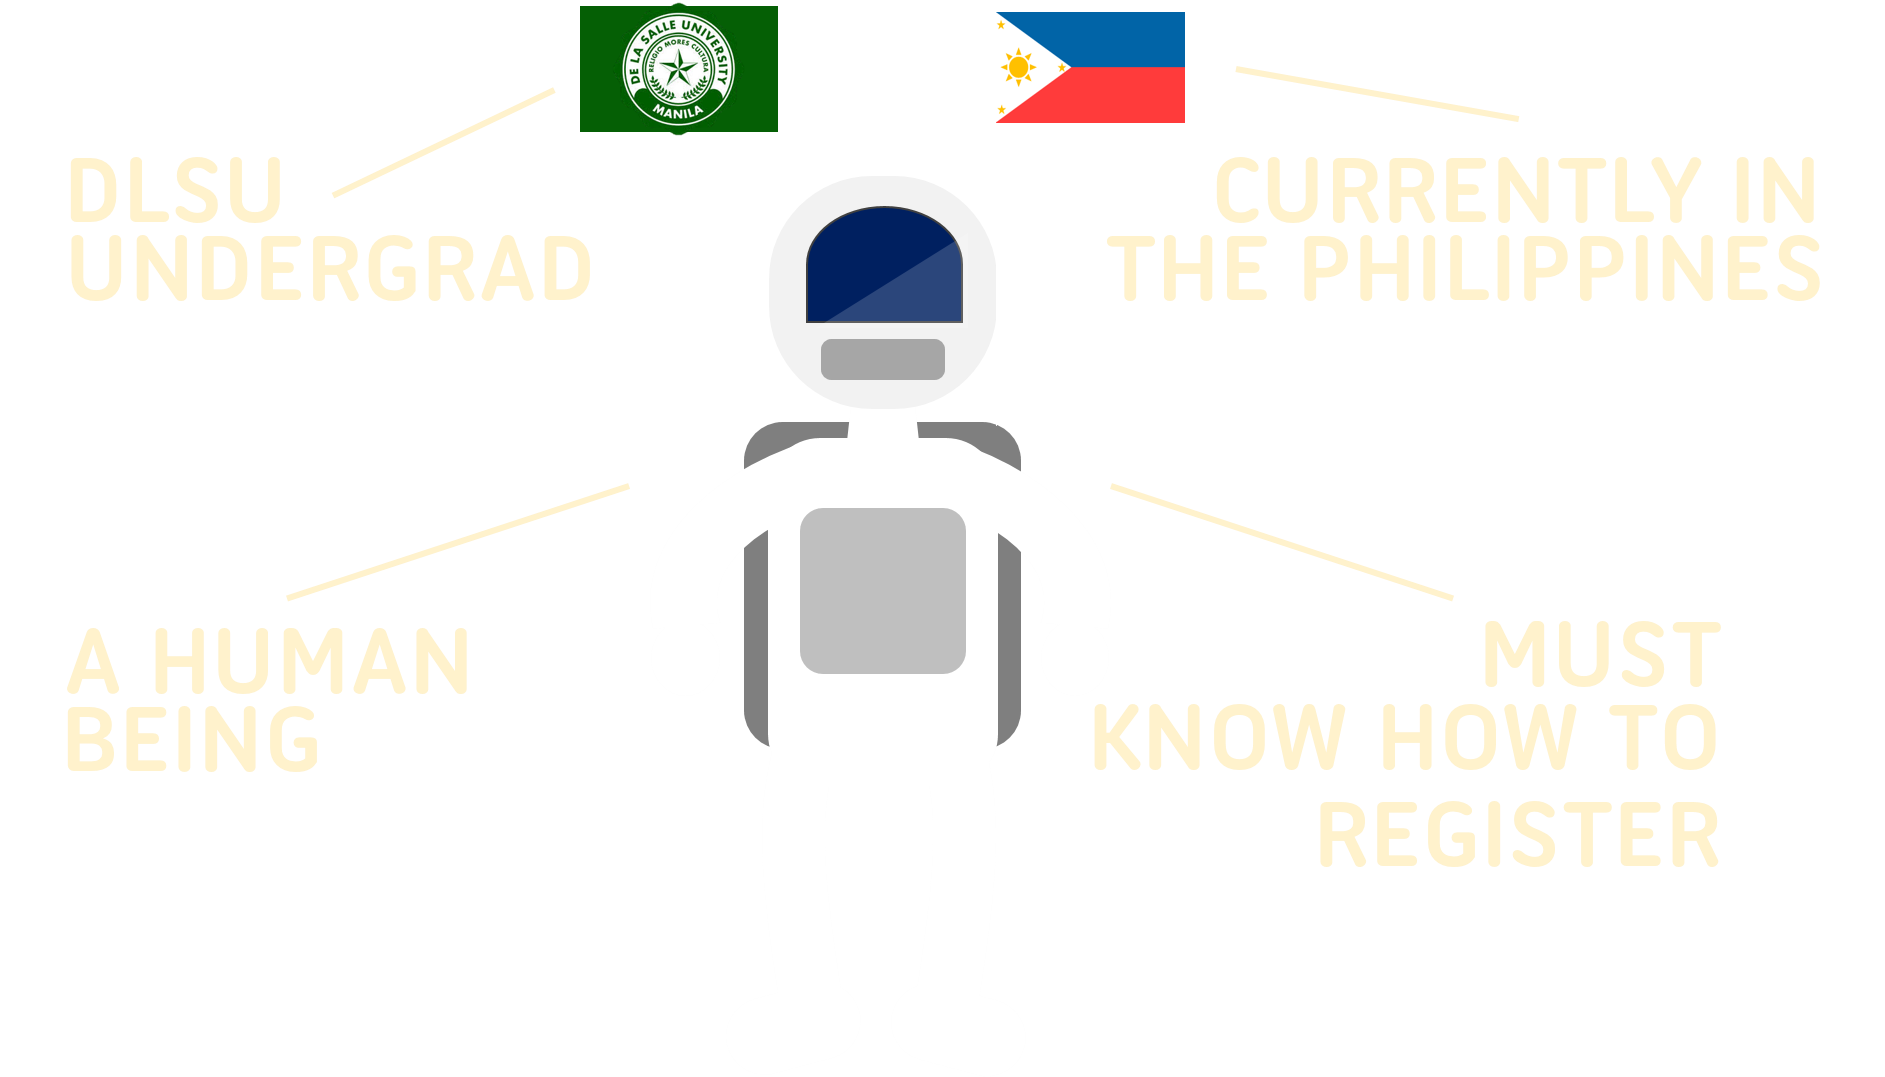 DE LA SALLE UNIVERSITY
RELIGIO MORES CULTURA
MANILA
DLSU
UNDERGRAD
CURRENTLY IN
THE PHILIPPINES
A HUMAN
BEING
MUST
KNOW HOW TO
REGISTER